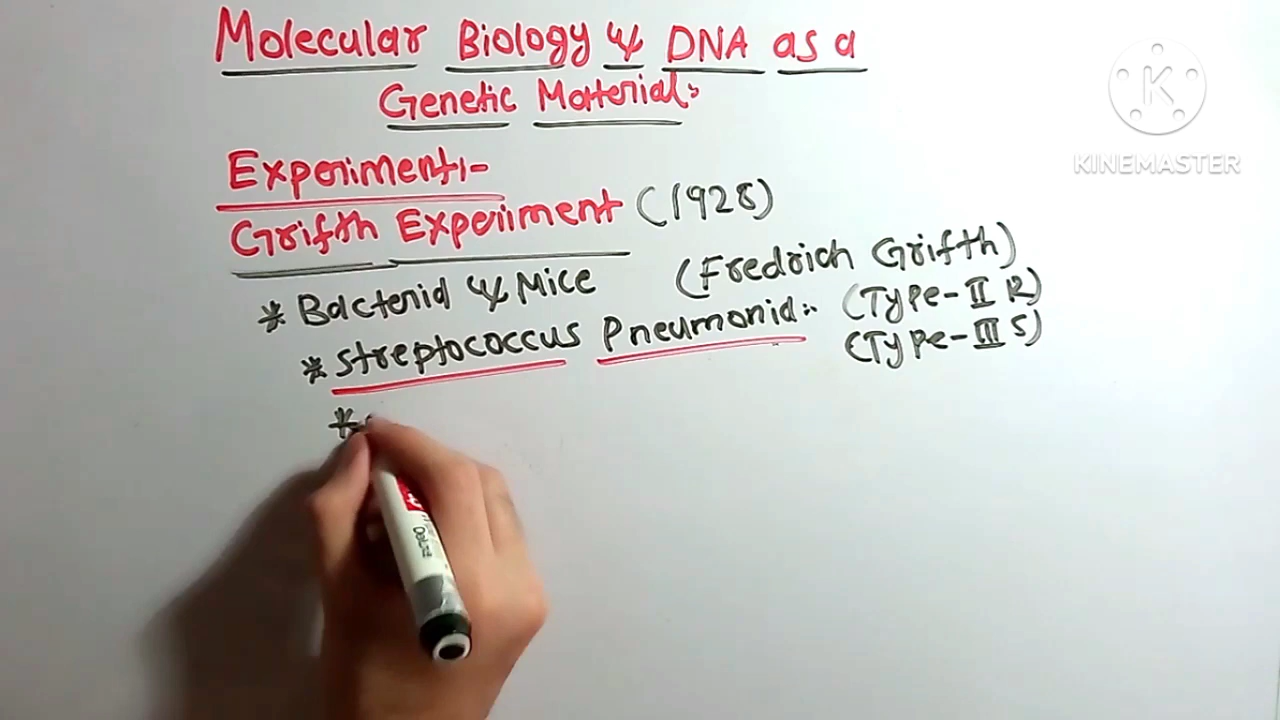 Molecular Biology & DNA as a
Genetic Material:
KINEMASTER
Experiment:-
Grifth Experiment (1928)
(Fredrich Grifth)
* Bacteria & Mice
* Streptococcus Pneumonia:
(Type-II R)
(Type-III S)
*
Delta